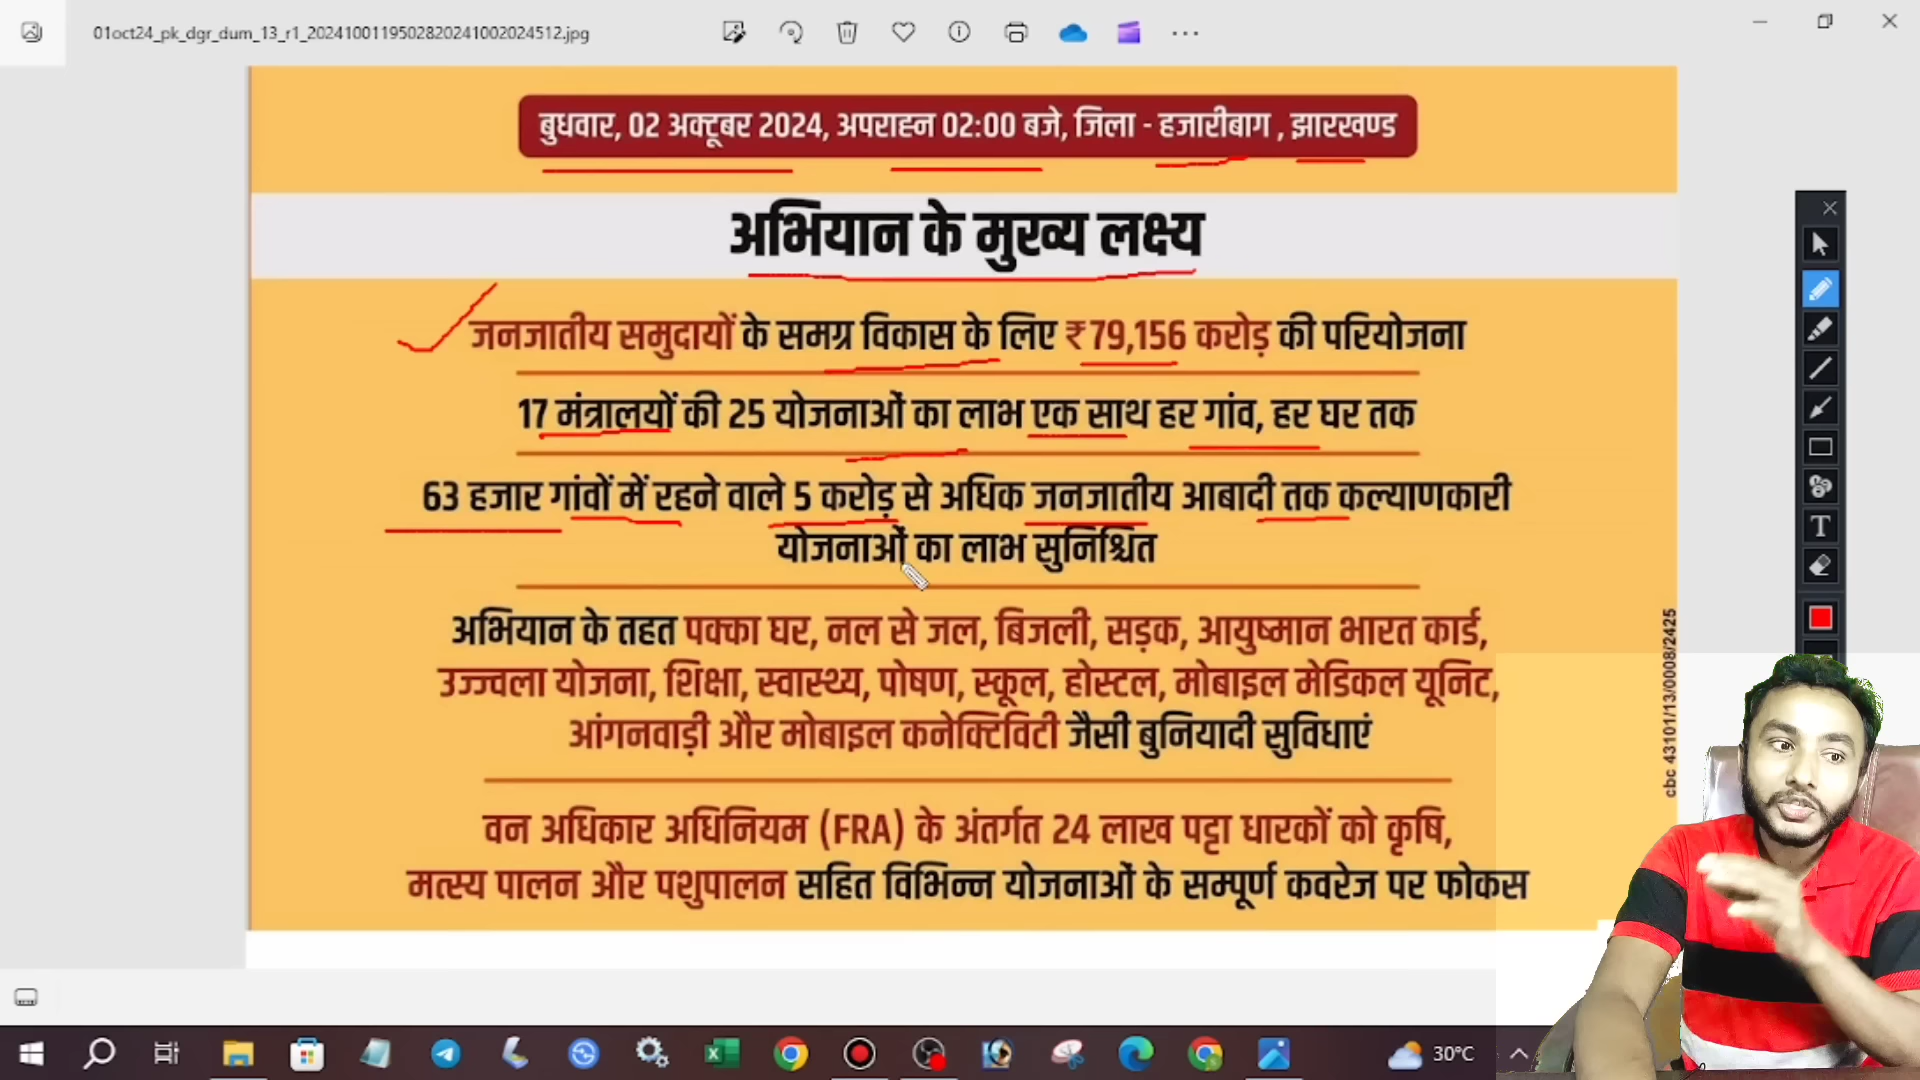 01oct24_pk_dgr_dum_13_r1_2024100119502820241002024512.jpg
बुधवार, 02 अक्टूबर 2024, अपराह्न 02:00 बजे, जिला - हजारीबाग , झारखण्ड
अभियान के मुख्य लक्ष्य
जनजातीय समुदायों के समग्र विकास के लिए ₹79,156 करोड़ की परियोजना
17 मंत्रालयों की 25 योजनाओं का लाभ एक साथ हर गांव, हर घर तक
63 हजार गांवों में रहने वाले 5 करोड़ से अधिक जनजातीय आबादी तक कल्याणकारी
योजनाओं का लाभ सुनिश्चित
अभियान के तहत पक्का घर, नल से जल, बिजली, सड़क, आयुष्मान भारत कार्ड,
उज्ज्वला योजना, शिक्षा, स्वास्थ्य, पोषण, स्कूल, होस्टल, मोबाइल मेडिकल यूनिट,
आंगनवाड़ी और मोबाइल कनेक्टिविटी जैसी बुनियादी सुविधाएं
वन अधिकार अधिनियम (FRA) के अंतर्गत 24 लाख पट्टा धारकों को कृषि,
मत्स्य पालन और पशुपालन सहित विभिन्न योजनाओं के सम्पूर्ण कवरेज पर फोकस
cbc 43101/13/0008/2425
T
30°C